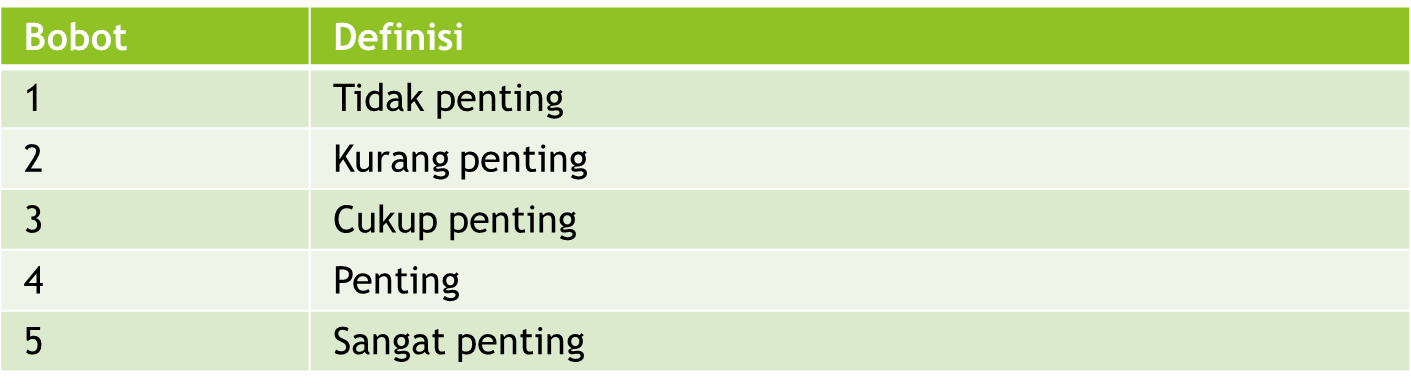 Bobot Definisi
1 Tidak penting
2 Kurang penting
3 Cukup penting
4 Penting
5 Sangat penting